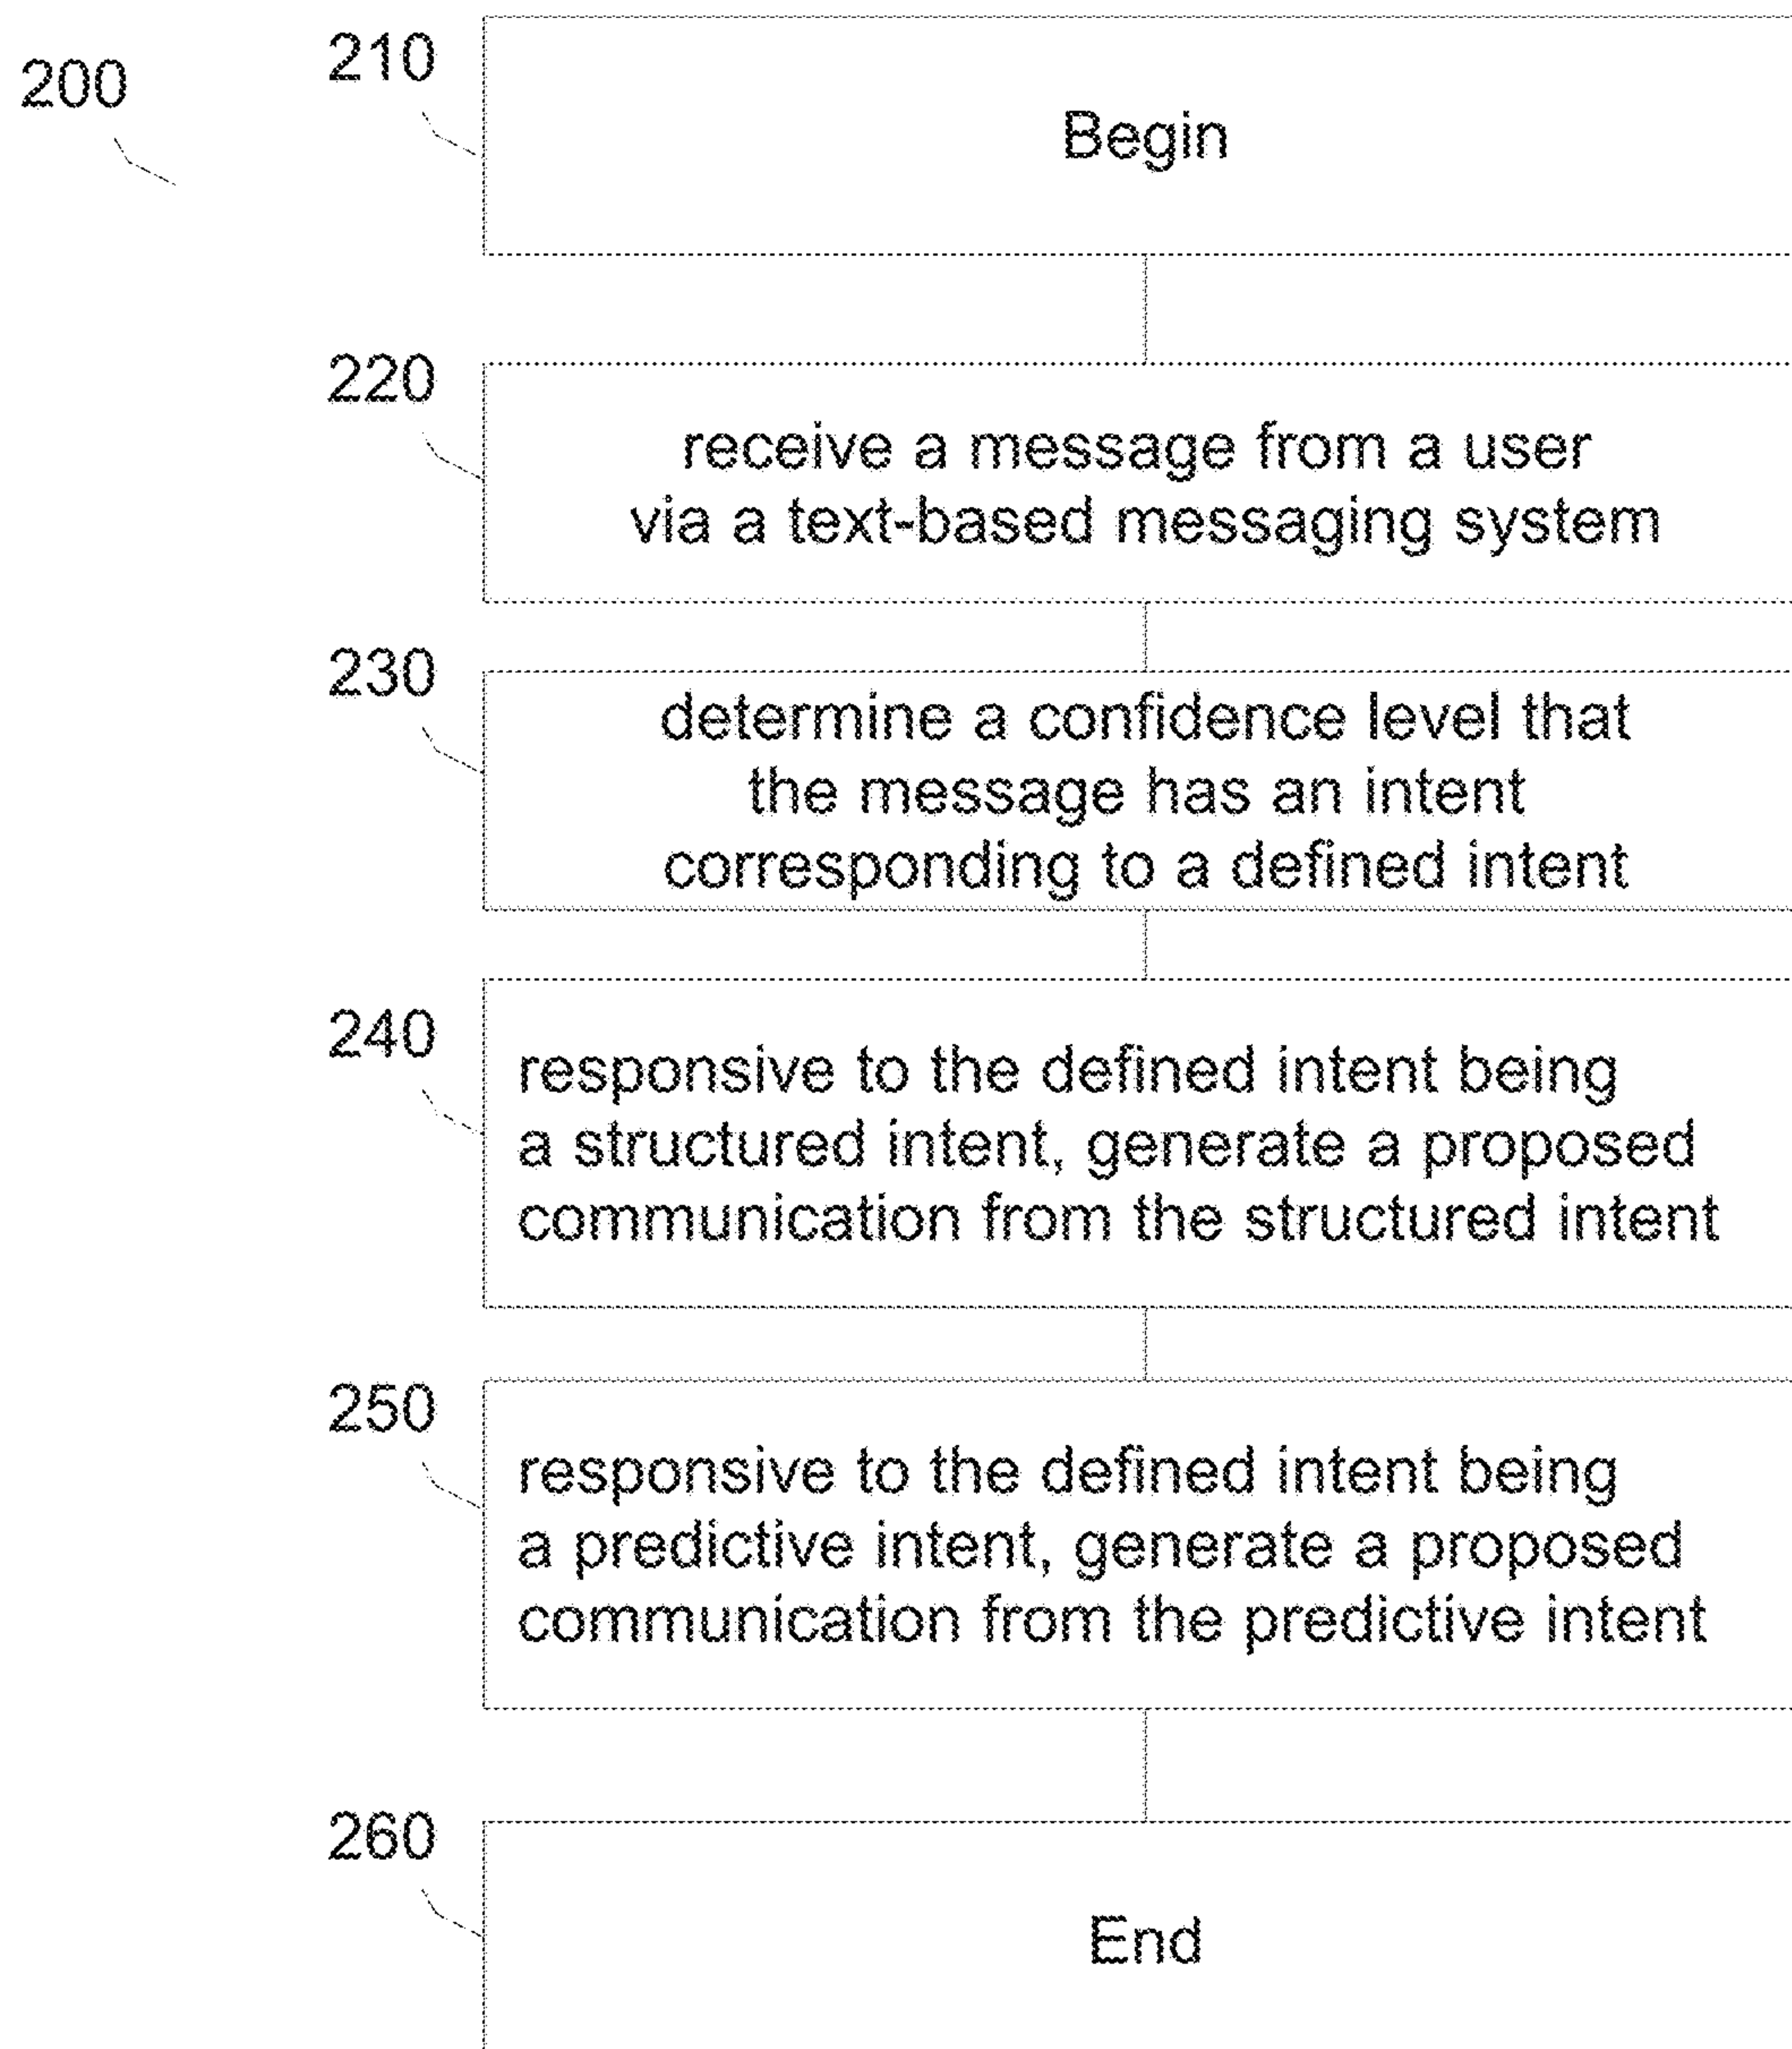 200
210
Begin
220
receive a message from a user
via a text-based messaging system
230
determine a confidence level that
the message has an intent
corresponding to a defined intent
240
responsive to the defined intent being
a structured intent, generate a proposed
communication from the structured intent
250
responsive to the defined intent being
a predictive intent, generate a proposed
communication from the predictive intent
260
End